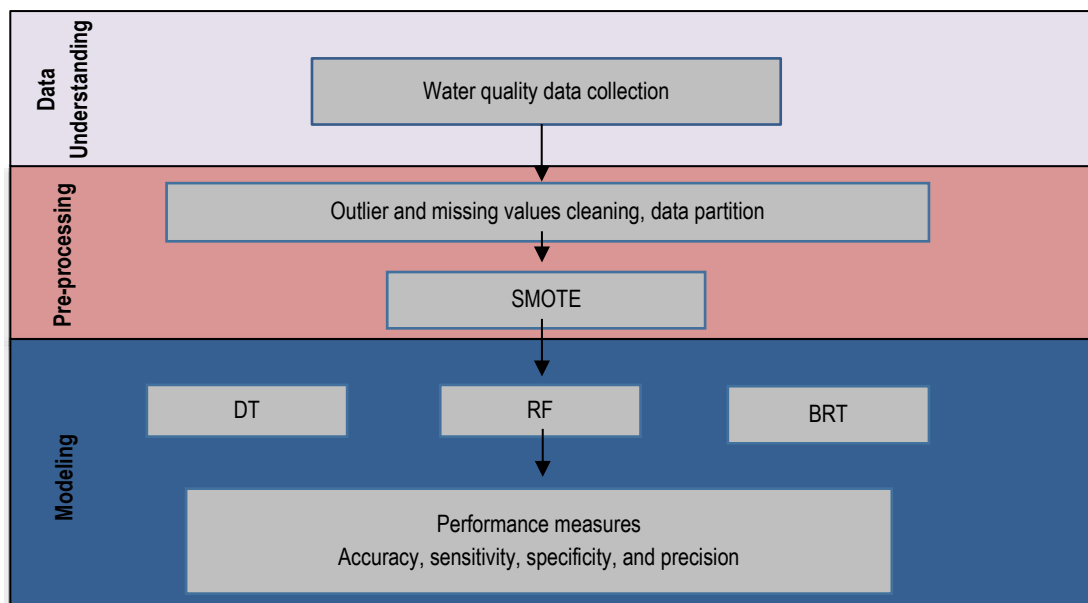 Data
Understanding
Water quality data collection
Pre-processing
Outlier and missing values cleaning, data partition
SMOTE
Modeling
DT
RF
BRT
Performance measures
Accuracy, sensitivity, specificity, and precision